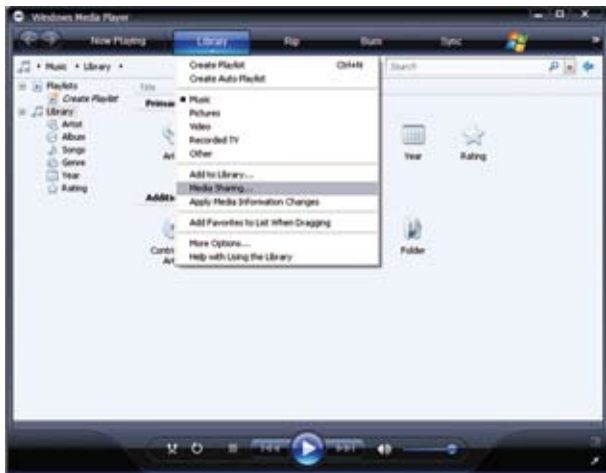 Windows Media Player
Now Playing Library Rip Burn Sync
Music Library
Search
Playlists
Create Playlist
Library
Artist
Album
Songs
Genre
Year
Rating
Title
Create Playlist Ctrl+N
Create Auto Playlist
Music
Pictures
Video
Recorded TV
Other
Add to Library...
Media Sharing...
Apply Media Information Changes
Add Favorites to List When Dragging
More Options...
Help with Using the Library
Year Rating
Folder